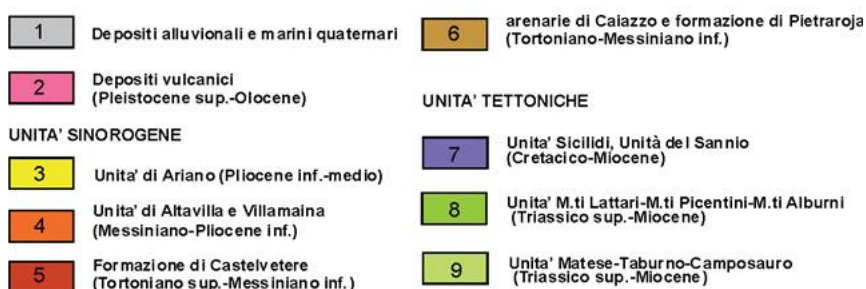 1 Depositi alluvionali e marini quaternari
2 Depositi vulcanici
(Pleistocene sup.-Olocene)
UNITA' SINOROGENE
3 Unita' di Ariano (Pliocene inf.-medio)
4 Unita' di Altavilla e Villamaina
(Messiniano-Pliocene inf.)
5 Formazione di Castelvetere
(Tortoniano sup.-Messiniano inf.)
6 arenarie di Caiazzo e formazione di Pietraroja
(Tortoniano-Messiniano inf.)
UNITA' TETTONICHE
7 Unita' Sicilidi, Unità del Sannio
(Cretacico-Miocene)
8 Unita' M.ti Lattari-M.ti Picentini-M.ti Alburni
(Triassico sup.-Miocene)
9 Unita' Matese-Taburno-Camposauro
(Triassico sup.-Miocene)